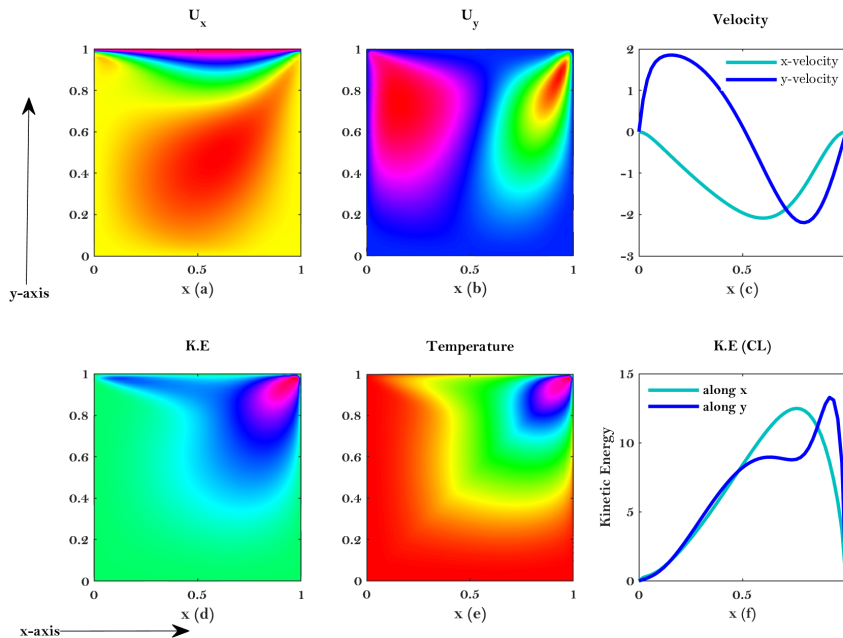 U_x
U_y
Velocity
1
0.8
0.6
0.4
0.2
0
0
0.5
1
x (a)
1
0.8
0.6
0.4
0.2
0
0
0.5
1
x (b)
2
1
0
-1
-2
-3
0
0.5
x (c)
x-velocity
y-velocity
y-axis
K.E
Temperature
K.E (CL)
1
0.8
0.6
0.4
0.2
0
0
0.5
1
x (d)
1
0.8
0.6
0.4
0.2
0
0
0.5
1
x (e)
Kinetic Energy
15
10
5
0
0
0.5
x (f)
along x
along y
x-axis